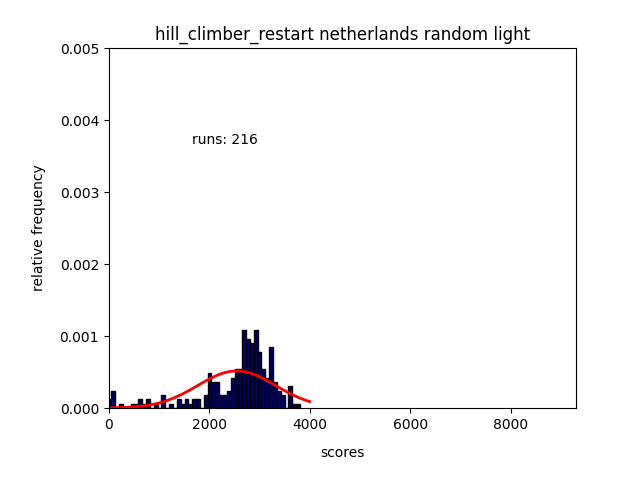 hill_climber_restart netherlands random light
0.005
0.004
0.003
0.002
0.001
0.000
relative frequency
runs: 216
0
2000
4000
6000
8000
scores